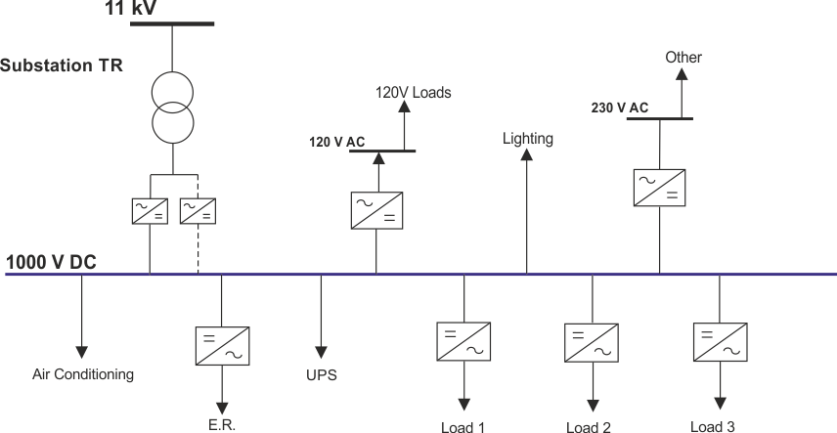 11 kV
Substation TR
Other
120V Loads
230 V AC
120 V AC
Lighting
1000 V DC
Air Conditioning
UPS
E.R.
Load 1
Load 2
Load 3